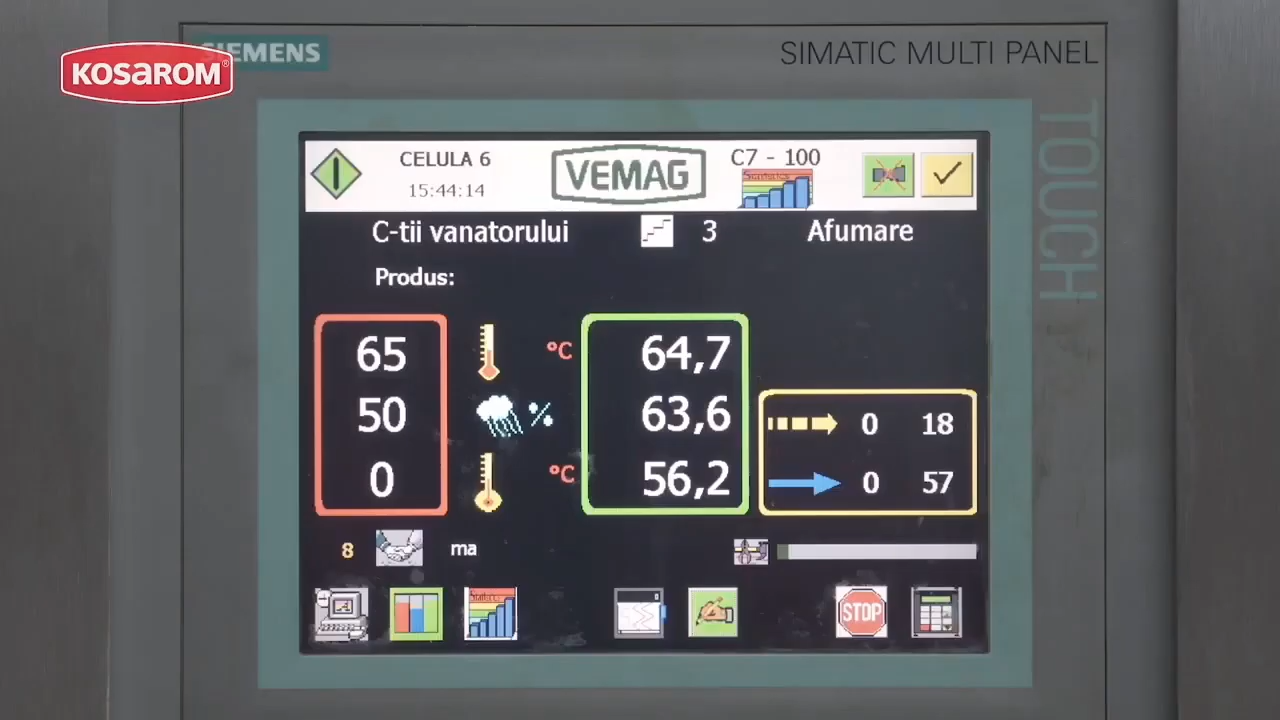 SIEMENS
KOSAROM®
SIMATIC MULTI PANEL
TOUCH
CELULA 6
15:44:14
VEMAG
C7 - 100
Statistics
C-tii vanatorului
3
Afumare
Produs:
65
°C
64,7
50
%
63,6
0
°C
56,2
0 18
0 57
8
ma
STOP